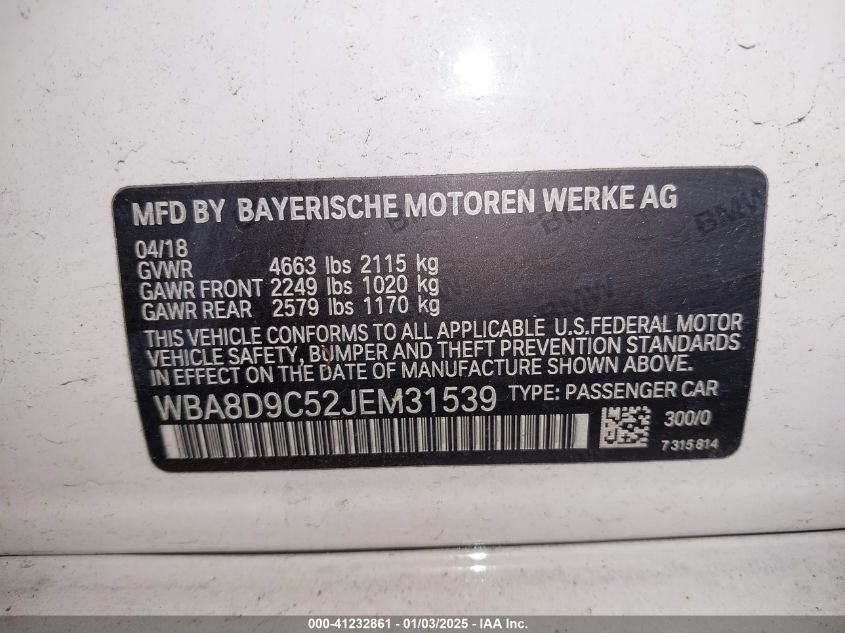 MFD BY BAYERISCHE MOTOREN WERKE AG
04/18
GVWR 4663 lbs 2115 kg
GAWR FRONT 2249 lbs 1020 kg
GAWR REAR 2579 lbs 1170 kg
THIS VEHICLE CONFORMS TO ALL APPLICABLE U.S.FEDERAL MOTOR
VEHICLE SAFETY, BUMPER AND THEFT PREVENTION STANDARDS
IN EFFECT ON THE DATE OF MANUFACTURE SHOWN ABOVE.
WBA8D9C52JEM31539 TYPE: PASSENGER CAR
300/0
7315814
BMW
BMW
000-41232861 - 01/03/2025 - IAA Inc.